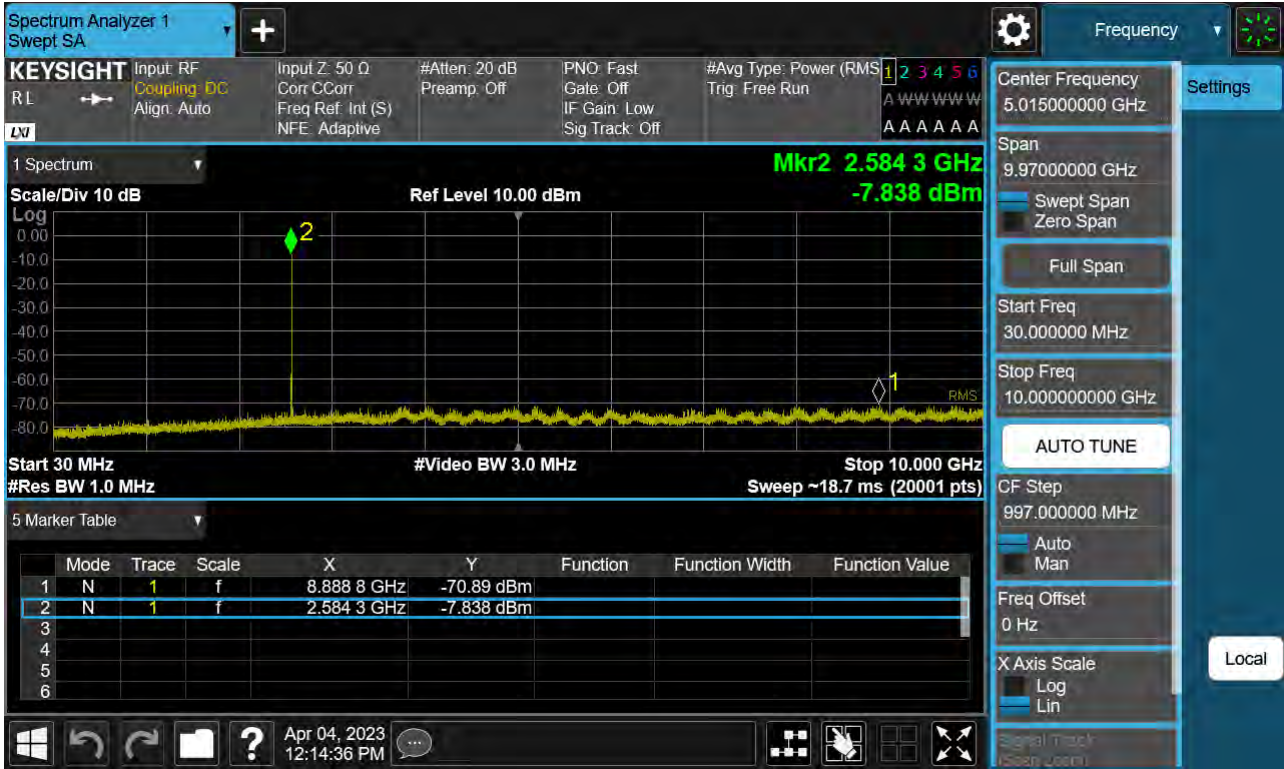 Spectrum Analyzer 1
Swept SA
+
Frequency
KEYSIGHT
RL
LXI
Input: RF
Coupling: DC
Align: Auto
Input Z: 50 Ω
Corr CCorr
Freq Ref: Int (S)
NFE: Adaptive
#Atten: 20 dB
Preamp: Off
PNO: Fast
Gate: Off
IF Gain: Low
Sig Track: Off
#Avg Type: Power (RMS
Trig: Free Run
1 2 3 4 5 6
A W W W W W
A A A A A A
1 Spectrum
Mkr2 2.584 3 GHz
-7.838 dBm
Scale/Div 10 dB
Ref Level 10.00 dBm
Log
0.00
-10.0
-20.0
-30.0
-40.0
-50.0
-60.0
-70.0
-80.0
2
1
RMS
Start 30 MHz
#Video BW 3.0 MHz
Stop 10.000 GHz
#Res BW 1.0 MHz
Sweep ~18.7 ms (20001 pts)
5 Marker Table
Mode Trace Scale X Y Function Function Width Function Value
1 N 1 f 8.888 8 GHz -70.89 dBm
2 N 1 f 2.584 3 GHz -7.838 dBm
3
4
5
6
?
Apr 04, 2023
12:14:36 PM
Center Frequency
5.015000000 GHz
Span
9.97000000 GHz
Swept Span
Zero Span
Full Span
Start Freq
30.000000 MHz
Stop Freq
10.000000000 GHz
AUTO TUNE
CF Step
997.000000 MHz
Auto
Man
Freq Offset
0 Hz
X Axis Scale
Log
Lin
Signal Track
(Span Zoom)
Settings
Local